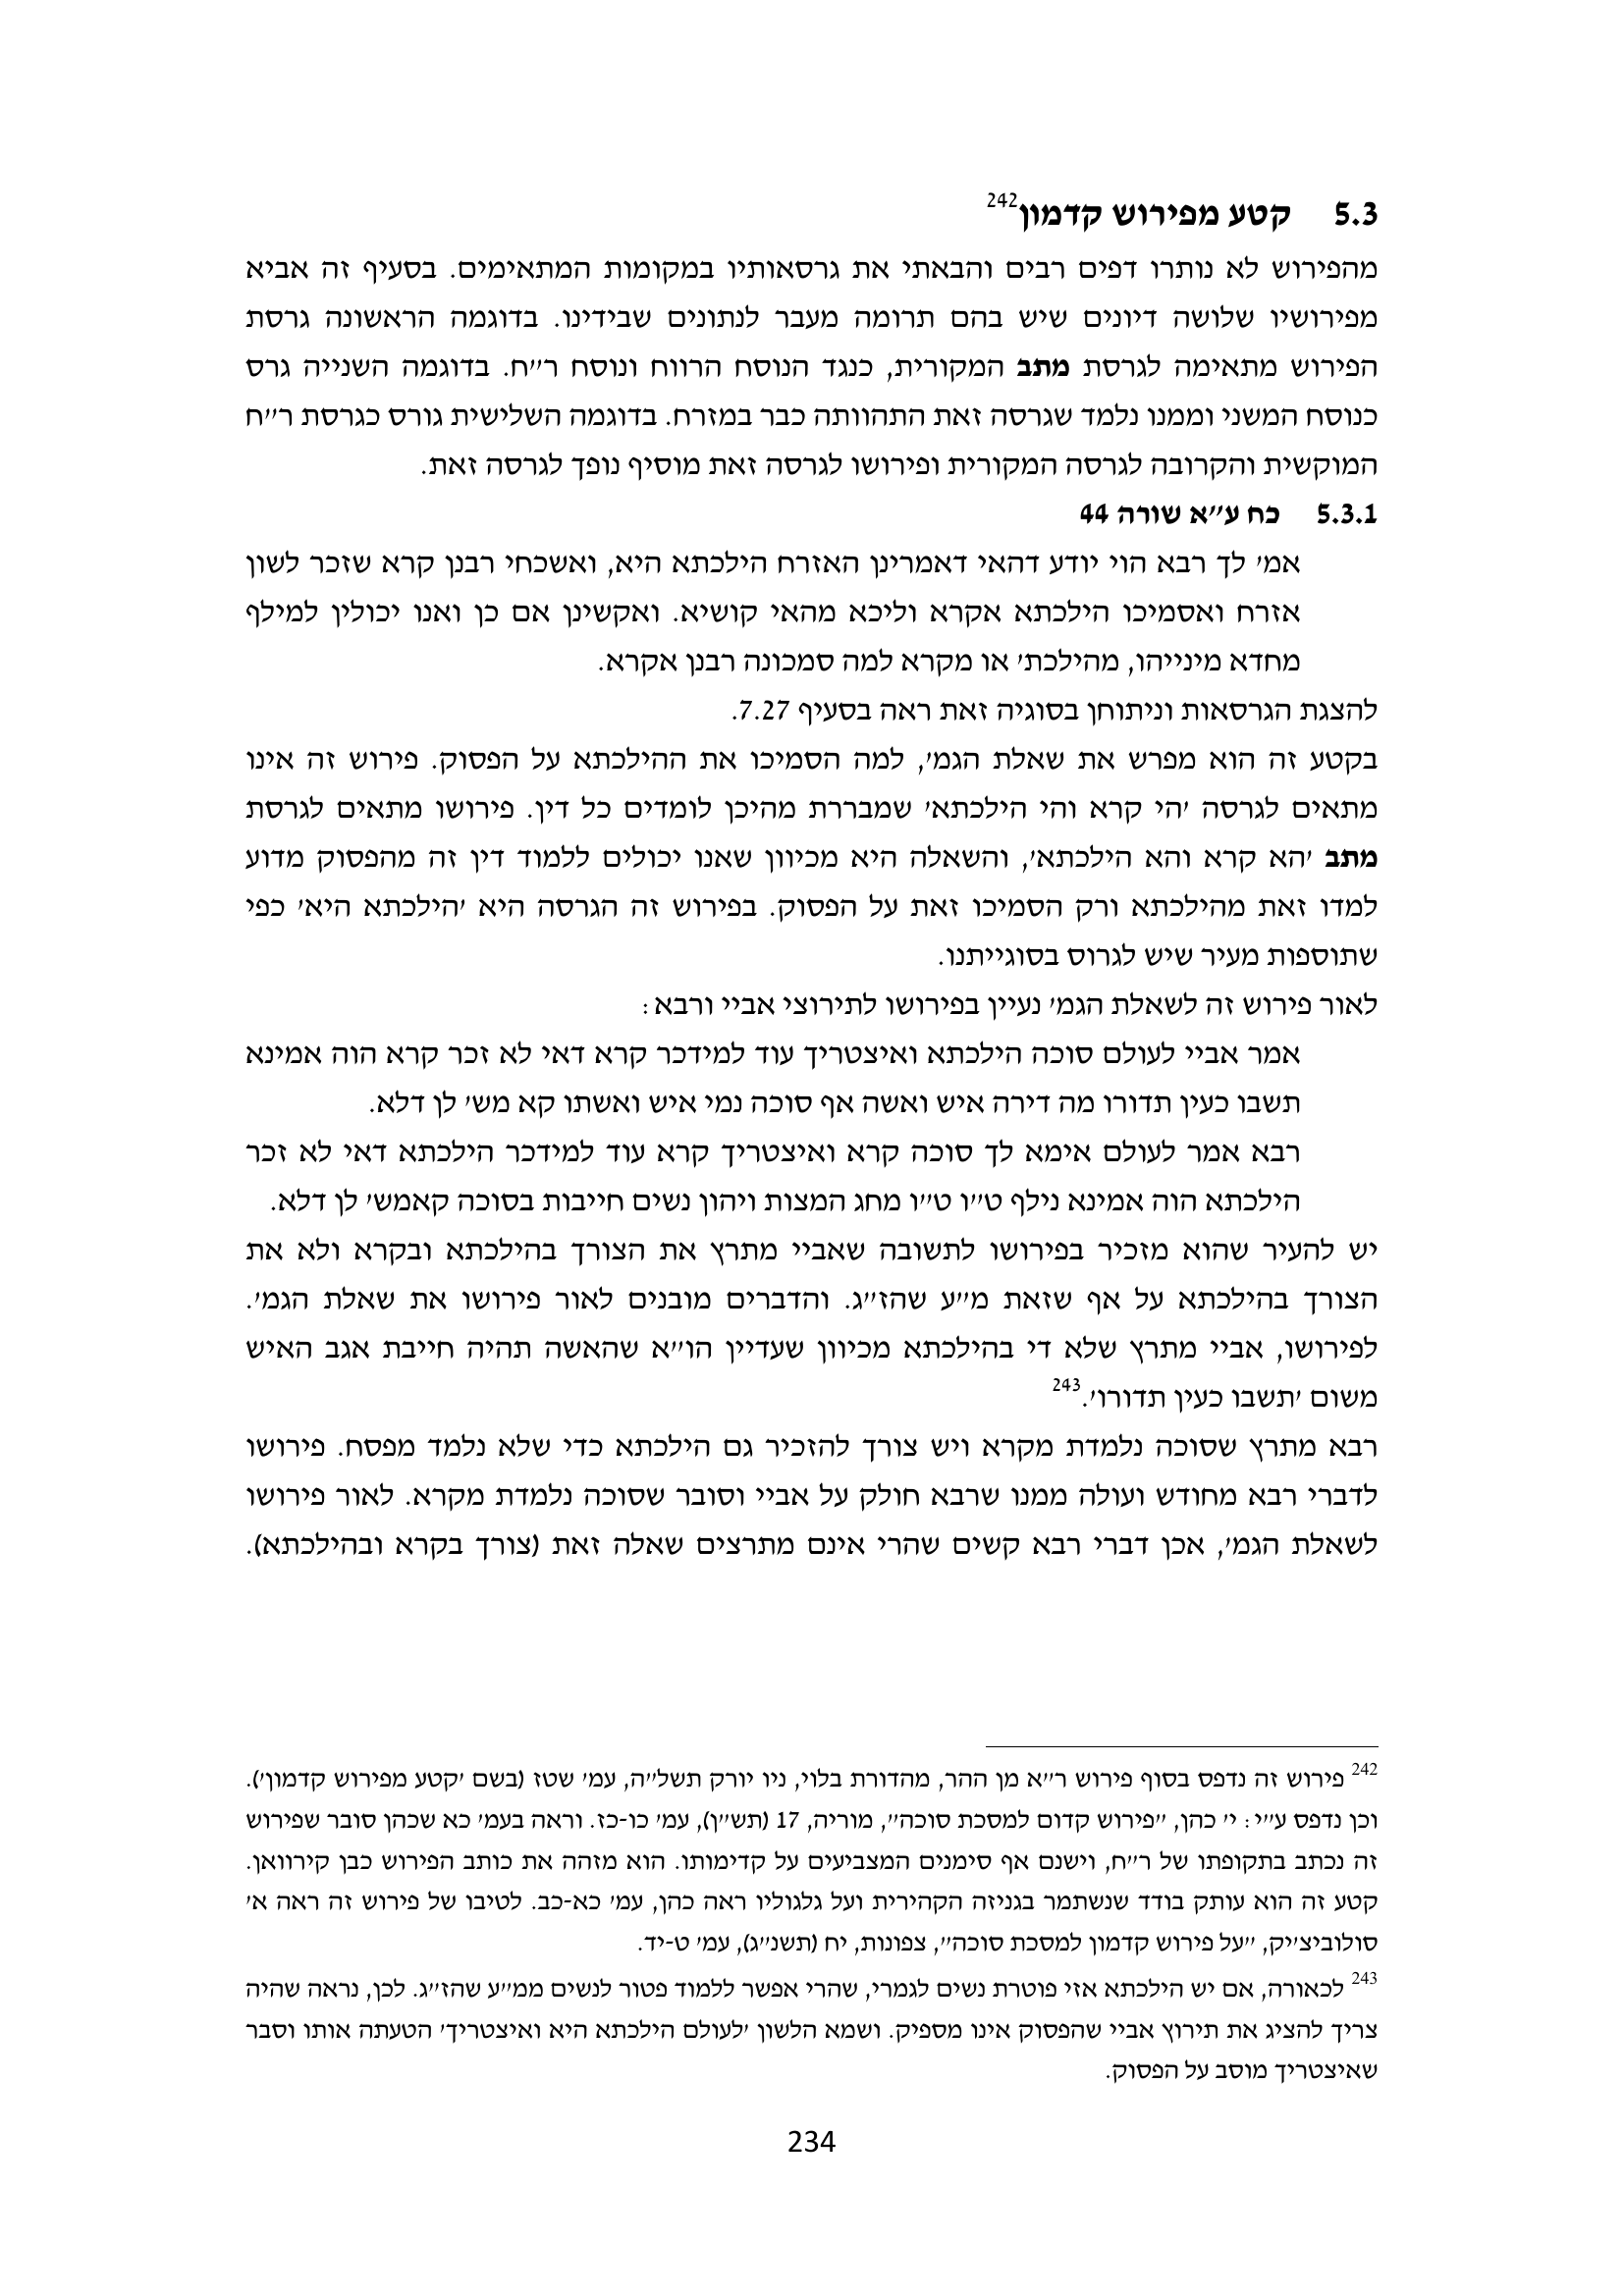 5.3 קטע מפירוש קדמון242
מהפירוש לא נותרו דפים רבים והבאתי את גרסאותיו במקומות המתאימים. בסעיף זה אביא
מפירושיו שלושה דיונים שיש בהם תרומה מעבר לנתונים שבידינו. בדוגמה הראשונה גרסת
הפירוש מתאימה לגרסת מתב המקורית, כנגד הנוסח הרווח ונוסח ר״ח. בדוגמה השנייה גרס
כנוסח המשני וממנו נלמד שגרסה זאת התהוותה כבר במזרח. בדוגמה השלישית גורס כגרסת ר״ח
המוקשית והקרובה לגרסה המקורית ופירושו לגרסה זאת מוסיף נופך לגרסה זאת.
5.3.1 כח ע״א שורה 44
אמ׳ לך רבא הוי יודע דהאי דאמרינן האזרח הילכתא היא, ואשכחי רבנן קרא שזכר לשון
אזרח ואסמיכו הילכתא אקרא וליכא מהאי קושיא. ואקשינן אם כן ואנו יכולין למילף
מחדא מינייהו, מהילכת׳ או מקרא למה סמכונה רבנן אקרא.
להצגת הגרסאות וניתוחן בסוגיה זאת ראה בסעיף 7.27.
בקטע זה הוא מפרש את שאלת הגמ׳, למה הסמיכו את ההילכתא על הפסוק. פירוש זה אינו
מתאים לגרסה ׳הי קרא והי הילכתא׳ שמבררת מהיכן לומדים כל דין. פירושו מתאים לגרסת
מתב ׳הא קרא והא הילכתא׳, והשאלה היא מכיוון שאנו יכולים ללמוד דין זה מהפסוק מדוע
למדו זאת מהילכתא ורק הסמיכו זאת על הפסוק. בפירוש זה הגרסה היא ׳הילכתא היא׳ כפי
שתוספות מעיר שיש לגרוס בסוגייתנו.
לאור פירוש זה לשאלת הגמ׳ נעיין בפירושו לתירוצי אביי ורבא:
אמר אביי לעולם סוכה הילכתא ואיצטריך עוד למידכר קרא דאי לא זכר קרא הוה אמינא
תשבו כעין תדורו מה דירה איש ואשה אף סוכה נמי איש ואשתו קא מש׳ לן דלא.
רבא אמר לעולם אימא לך סוכה קרא ואיצטריך קרא עוד למידכר הילכתא דאי לא זכר
הילכתא הוה אמינא נילף ט״ו ט״ו מחג המצות ויהון נשים חייבות בסוכה קאמש׳ לן דלא.
יש להעיר שהוא מזכיר בפירושו לתשובה שאביי מתרץ את הצורך בהילכתא ובקרא ולא את
הצורך בהילכתא על אף שזאת מ״ע שהז״ג. והדברים מובנים לאור פירושו את שאלת הגמ׳.
לפירושו, אביי מתרץ שלא די בהילכתא מכיוון שעדיין הו״א שהאשה תהיה חייבת אגב האיש
משום ׳תשבו כעין תדורו׳.243
רבא מתרץ שסוכה נלמדת מקרא ויש צורך להזכיר גם הילכתא כדי שלא נלמד מפסח. פירושו
לדברי רבא מחודש ועולה ממנו שרבא חולק על אביי וסובר שסוכה נלמדת מקרא. לאור פירושו
לשאלת הגמ׳, אכן דברי רבא קשים שהרי אינם מתרצים שאלה זאת (צורך בקרא ובהילכתא).
242 פירוש זה נדפס בסוף פירוש ר״א מן ההר, מהדורת בלוי, ניו יורק תשל״ה, עמ׳ שטז (בשם ׳קטע מפירוש קדמון׳).
וכן נדפס ע״י: י׳ כהן, ״פירוש קדום למסכת סוכה״, מוריה, 17 (תש״ן), עמ׳ כו-כז. וראה בעמ׳ כא שכהן סובר שפירוש
זה נכתב בתקופתו של ר״ח, וישנם אף סימנים המצביעים על קדימותו. הוא מזהה את כותב הפירוש כבן קירוואן.
קטע זה הוא עותק בודד שנשתמר בגניזה הקהירית ועל גלגוליו ראה כהן, עמ׳ כא-כב. לטיבו של פירוש זה ראה א׳
סולוביצ׳יק, ״על פירוש קדמון למסכת סוכה״, צפונות, יח (תשנ״ג), עמ׳ ט-יד.
243 לכאורה, אם יש הילכתא אזי פוטרת נשים לגמרי, שהרי אפשר ללמוד פטור לנשים ממ״ע שהז״ג. לכן, נראה שהיה
צריך להציג את תירוץ אביי שהפסוק אינו מספיק. ושמא הלשון ׳לעולם הילכתא היא ואיצטריך׳ הטעתה אותו וסבר
שאיצטריך מוסב על הפסוק.
234